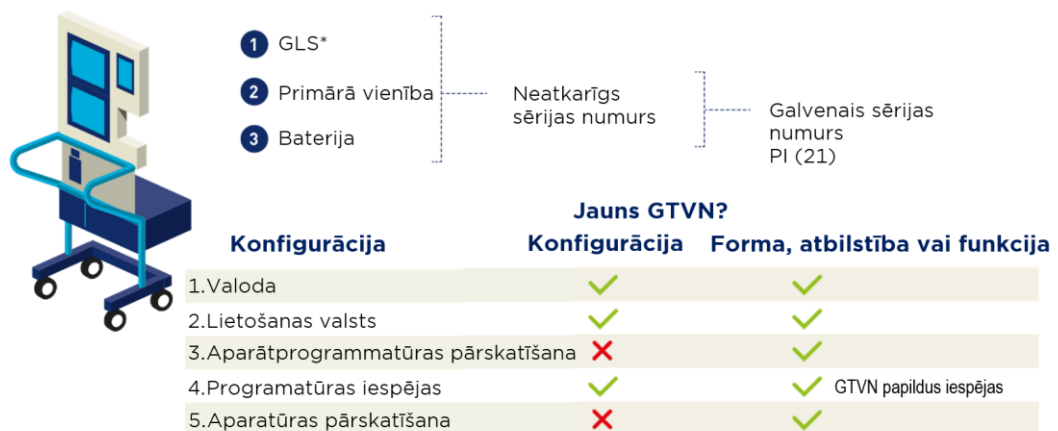 1 GLS*
2 Primārā vienība
3 Baterija
Neatkarīgs
sērijas numurs
Galvenais sērijas
numurs
PI (21)
Jauns GTVN?
Konfigurācija Konfigurācija Forma, atbilstība vai funkcija
1.Valoda
2.Lietošanas valsts
3.Aparātprogrammatūras pārskatīšana
4.Programatūras iespējas GTVN papildus iespējas
5.Aparatūras pārskatīšana